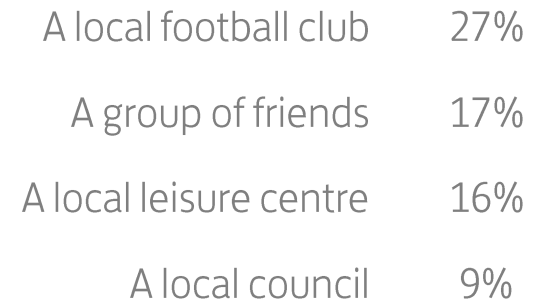 A local football club 27%
A group of friends 17%
A local leisure centre 16%
A local council 9%